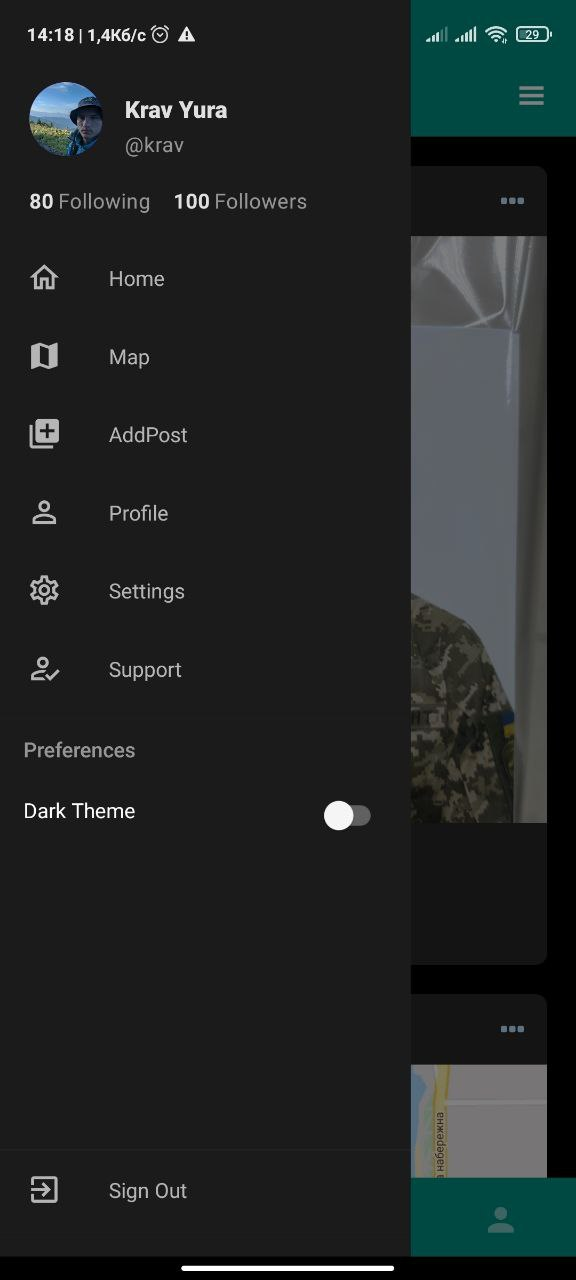 14:18 | 1,4Кб/с
29
Krav Yura
@krav
80 Following 100 Followers
Home
Map
AddPost
Profile
Settings
Support
Preferences
Dark Theme
а набережна
Sign Out